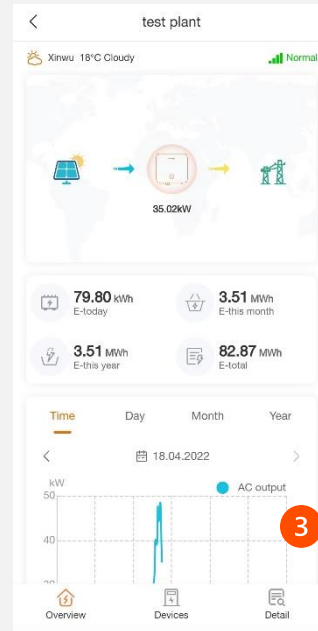 test plant
Xinwu 18°C Cloudy
Normal
35.02kW
79.80 kWh
E-today
3.51 MWh
E-this month
3.51 MWh
E-this year
82.87 MWh
E-total
Time Day Month Year
18.04.2022
kW
AC output
50
3
40
30
Overview Devices Detail